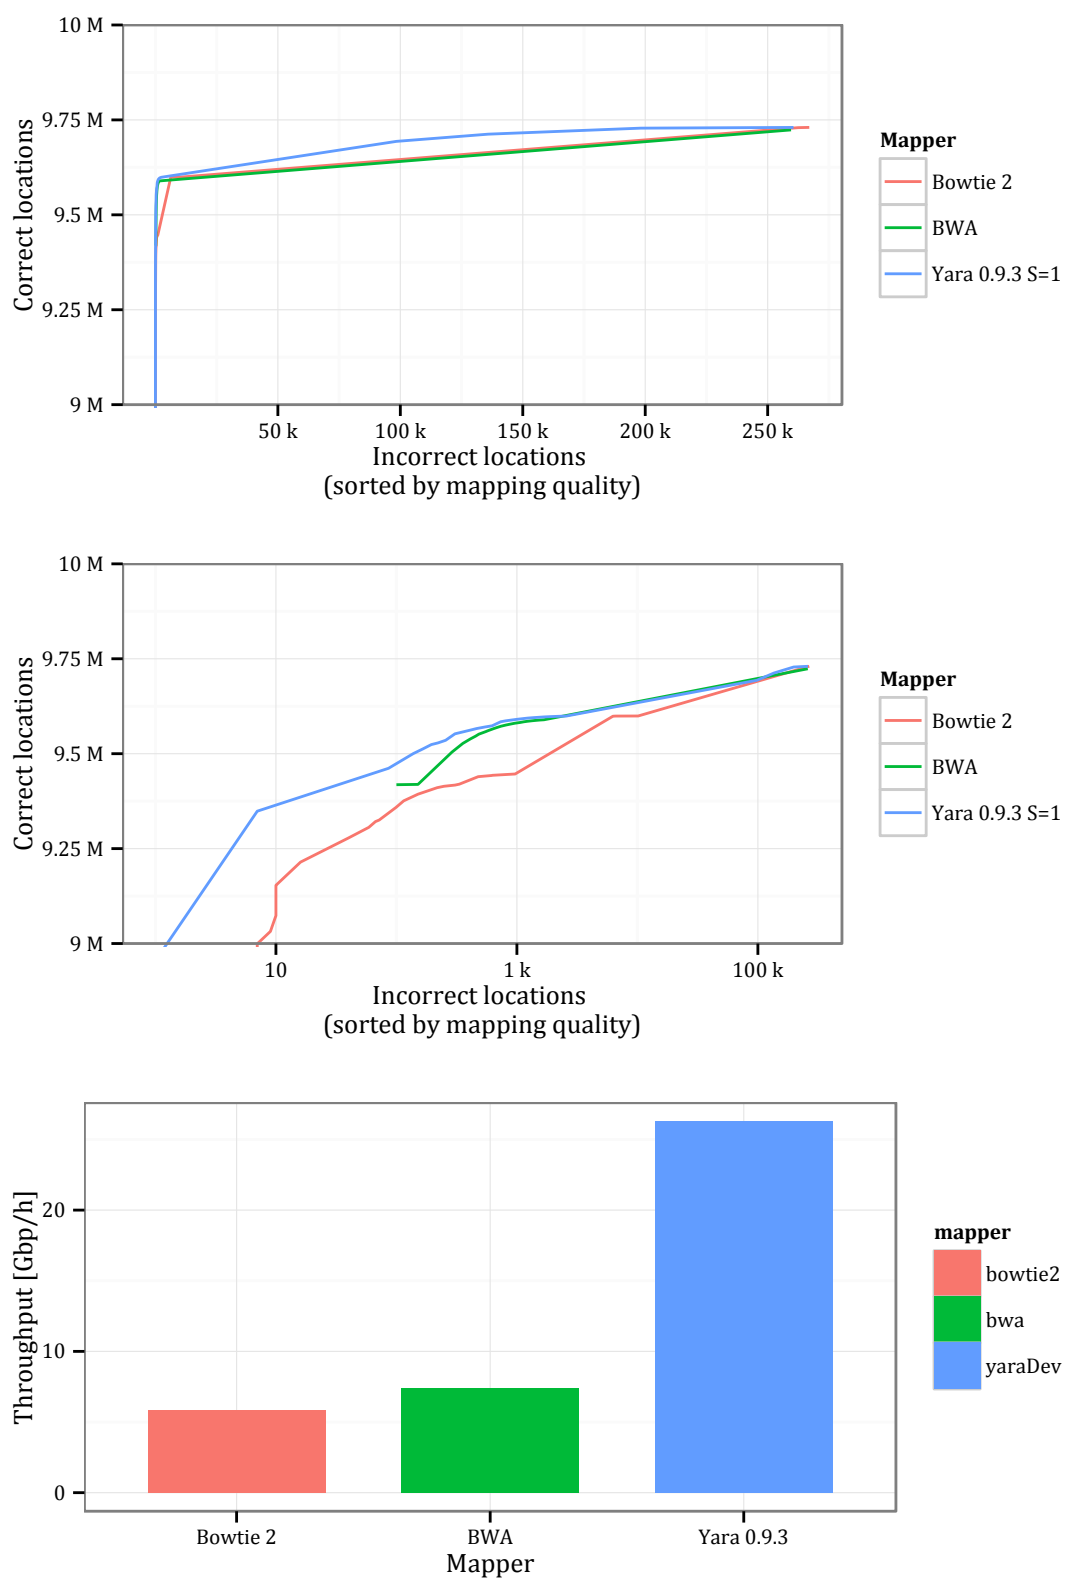 10 M
9.75 M
9.5 M
9.25 M
9 M
Correct locations
50 k 100 k 150 k 200 k 250 k
Incorrect locations
(sorted by mapping quality)
Mapper
Bowtie 2
BWA
Yara 0.9.3 S=1
10 M
9.75 M
9.5 M
9.25 M
9 M
Correct locations
10 1 k 100 k
Incorrect locations
(sorted by mapping quality)
Mapper
Bowtie 2
BWA
Yara 0.9.3 S=1
20
10
0
Throughput [Gbp/h]
Bowtie 2 BWA Yara 0.9.3
Mapper
mapper
bowtie2
bwa
yaraDev